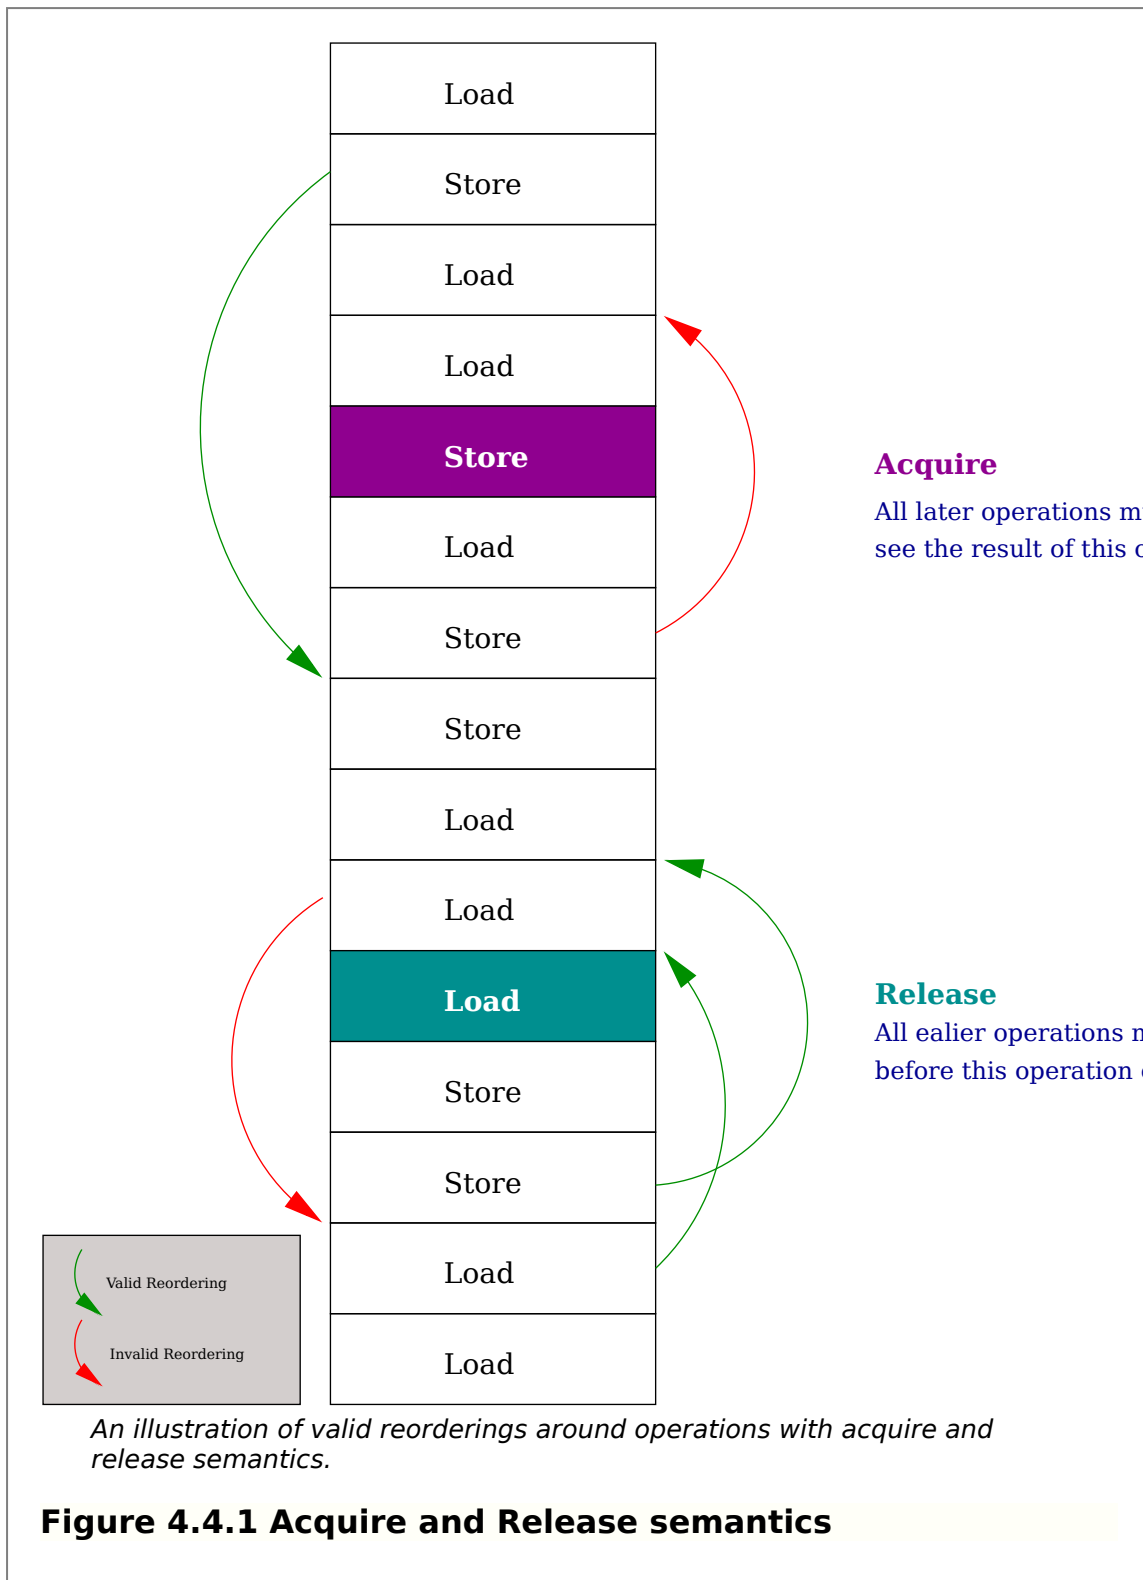 Load
Store
Load
Load
Store
Acquire
All later operations
see the result of this
Load
Store
Store
Load
Load
Load
Release
All ealier operations
before this operation
Store
Store
Load
Load
Valid Reordering
Invalid Reordering
An illustration of valid reorderings around operations with acquire and
release semantics.
Figure 4.4.1 Acquire and Release semantics